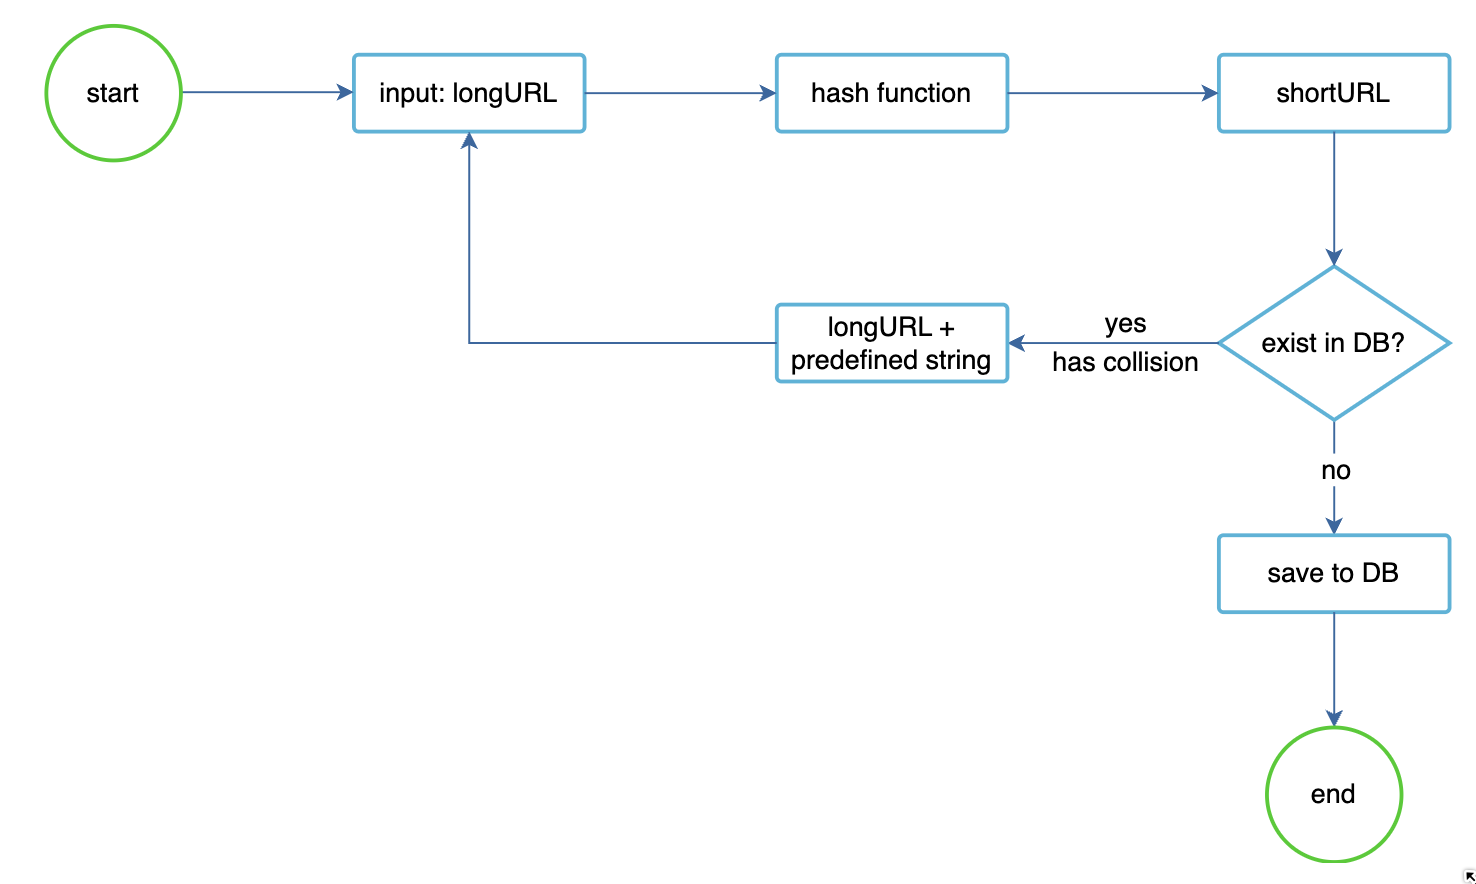 start
input: longURL
hash function
shortURL
longURL +
predefined string
yes
has collision
exist in DB?
no
save to DB
end